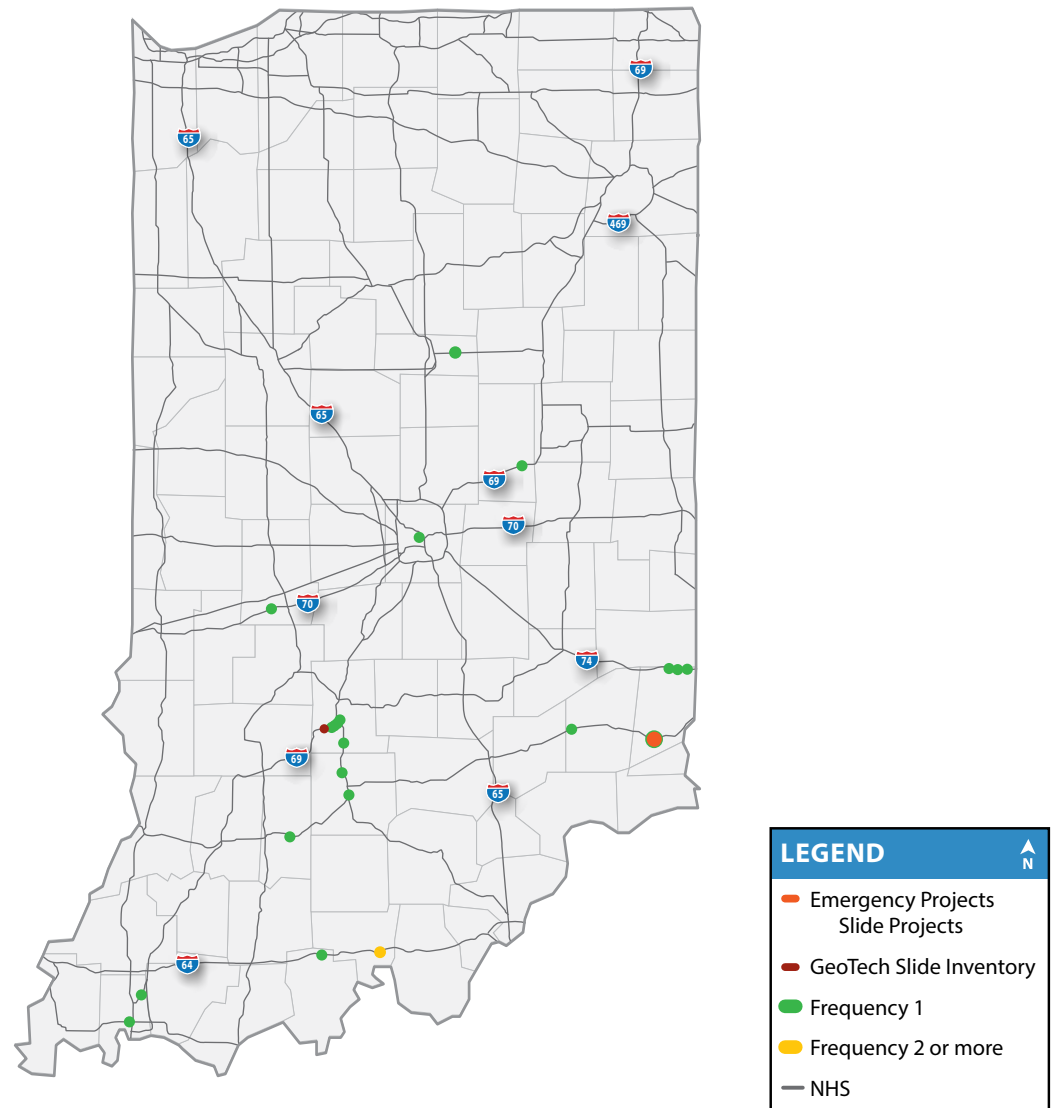 69
65
469
65
69
70
70
74
69
65
64
LEGEND
N
Emergency Projects
Slide Projects
GeoTech Slide Inventory
Frequency 1
Frequency 2 or more
NHS